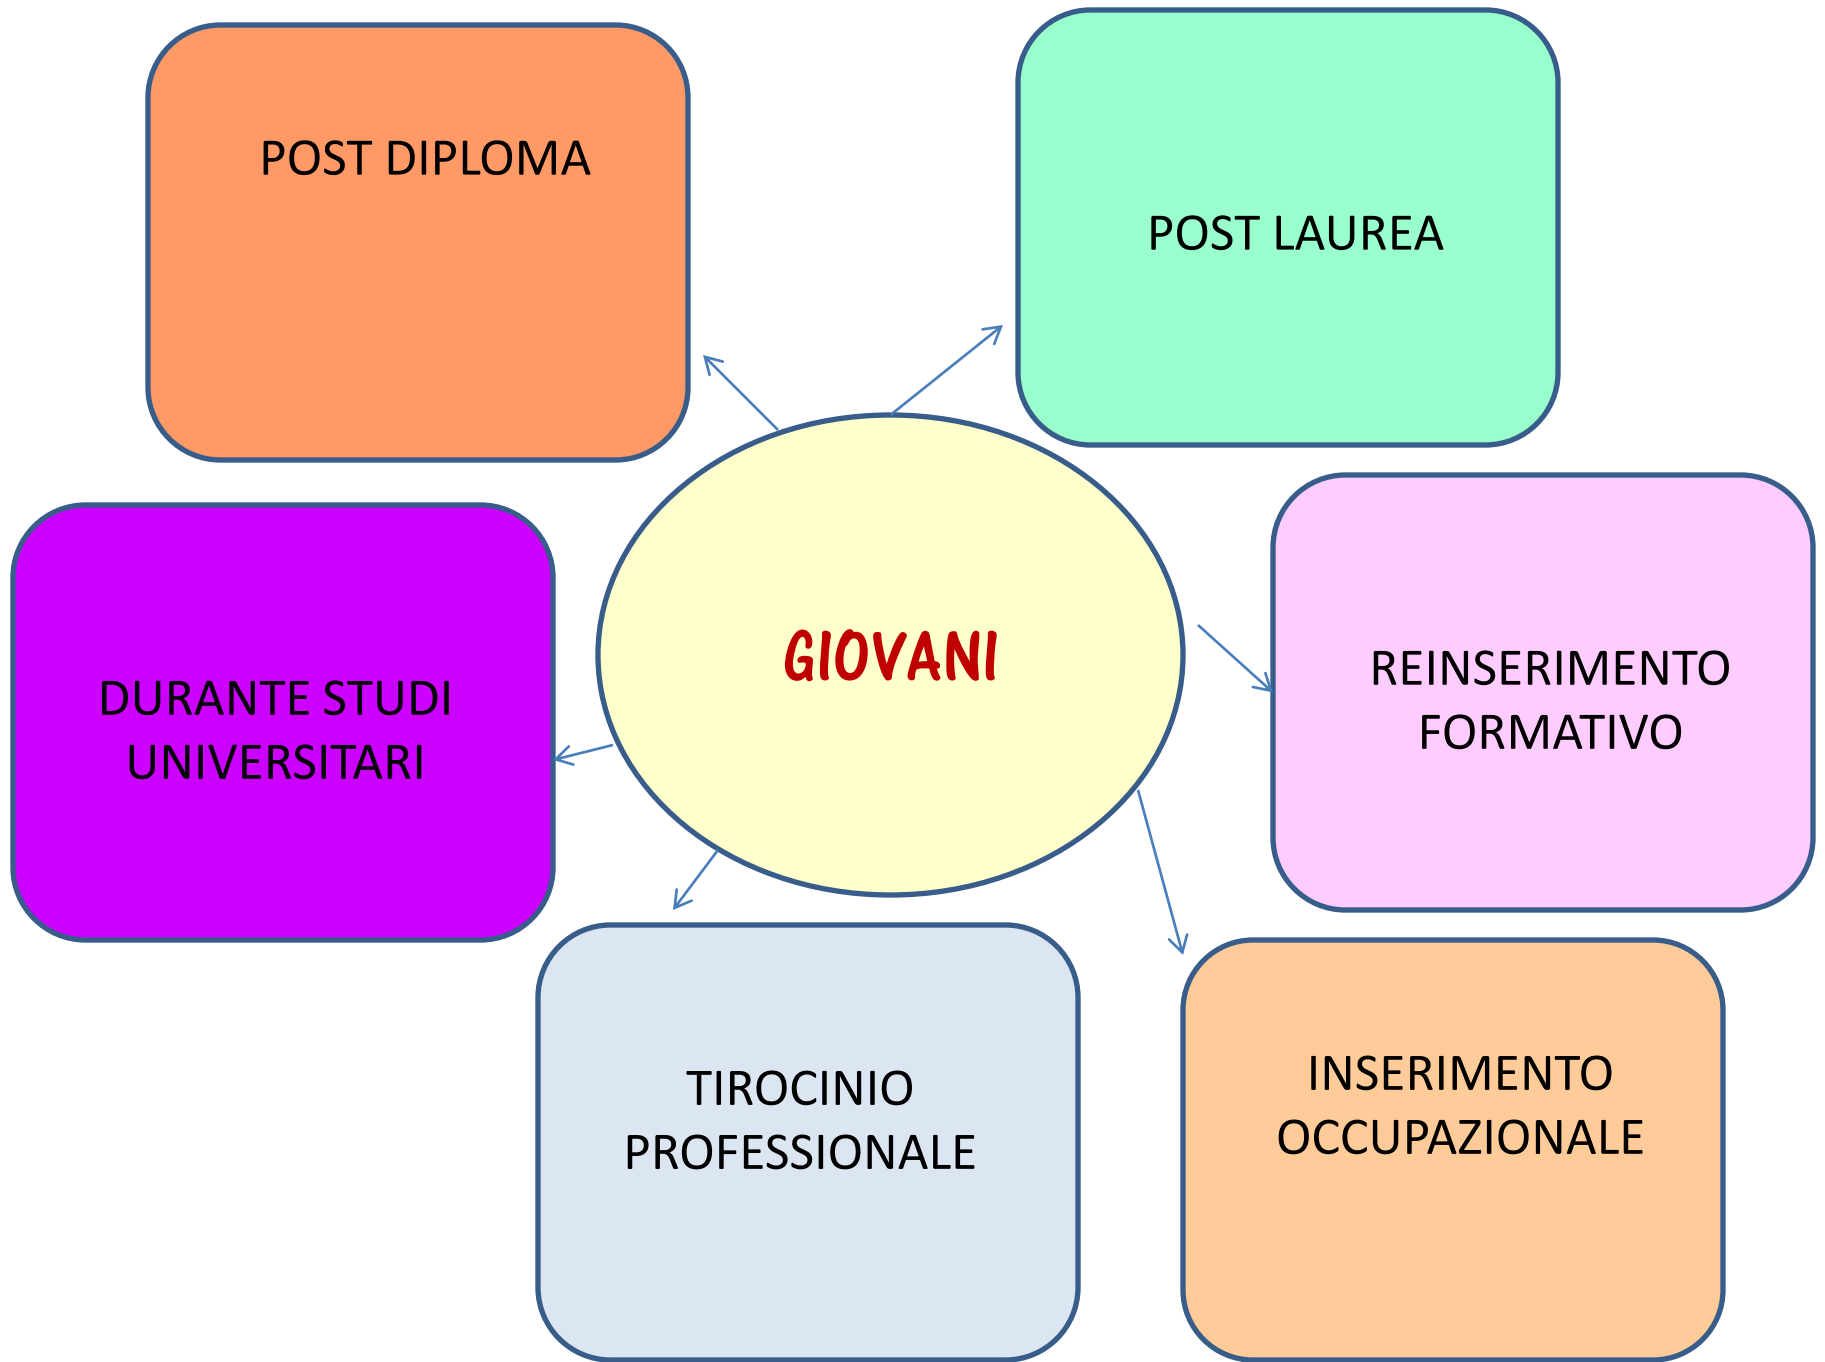 POST DIPLOMA
POST LAUREA
GIOVANI
REINSERIMENTO
FORMATIVO
DURANTE STUDI
UNIVERSITARI
TIROCINIO
PROFESSIONALE
INSERIMENTO
OCCUPAZIONALE